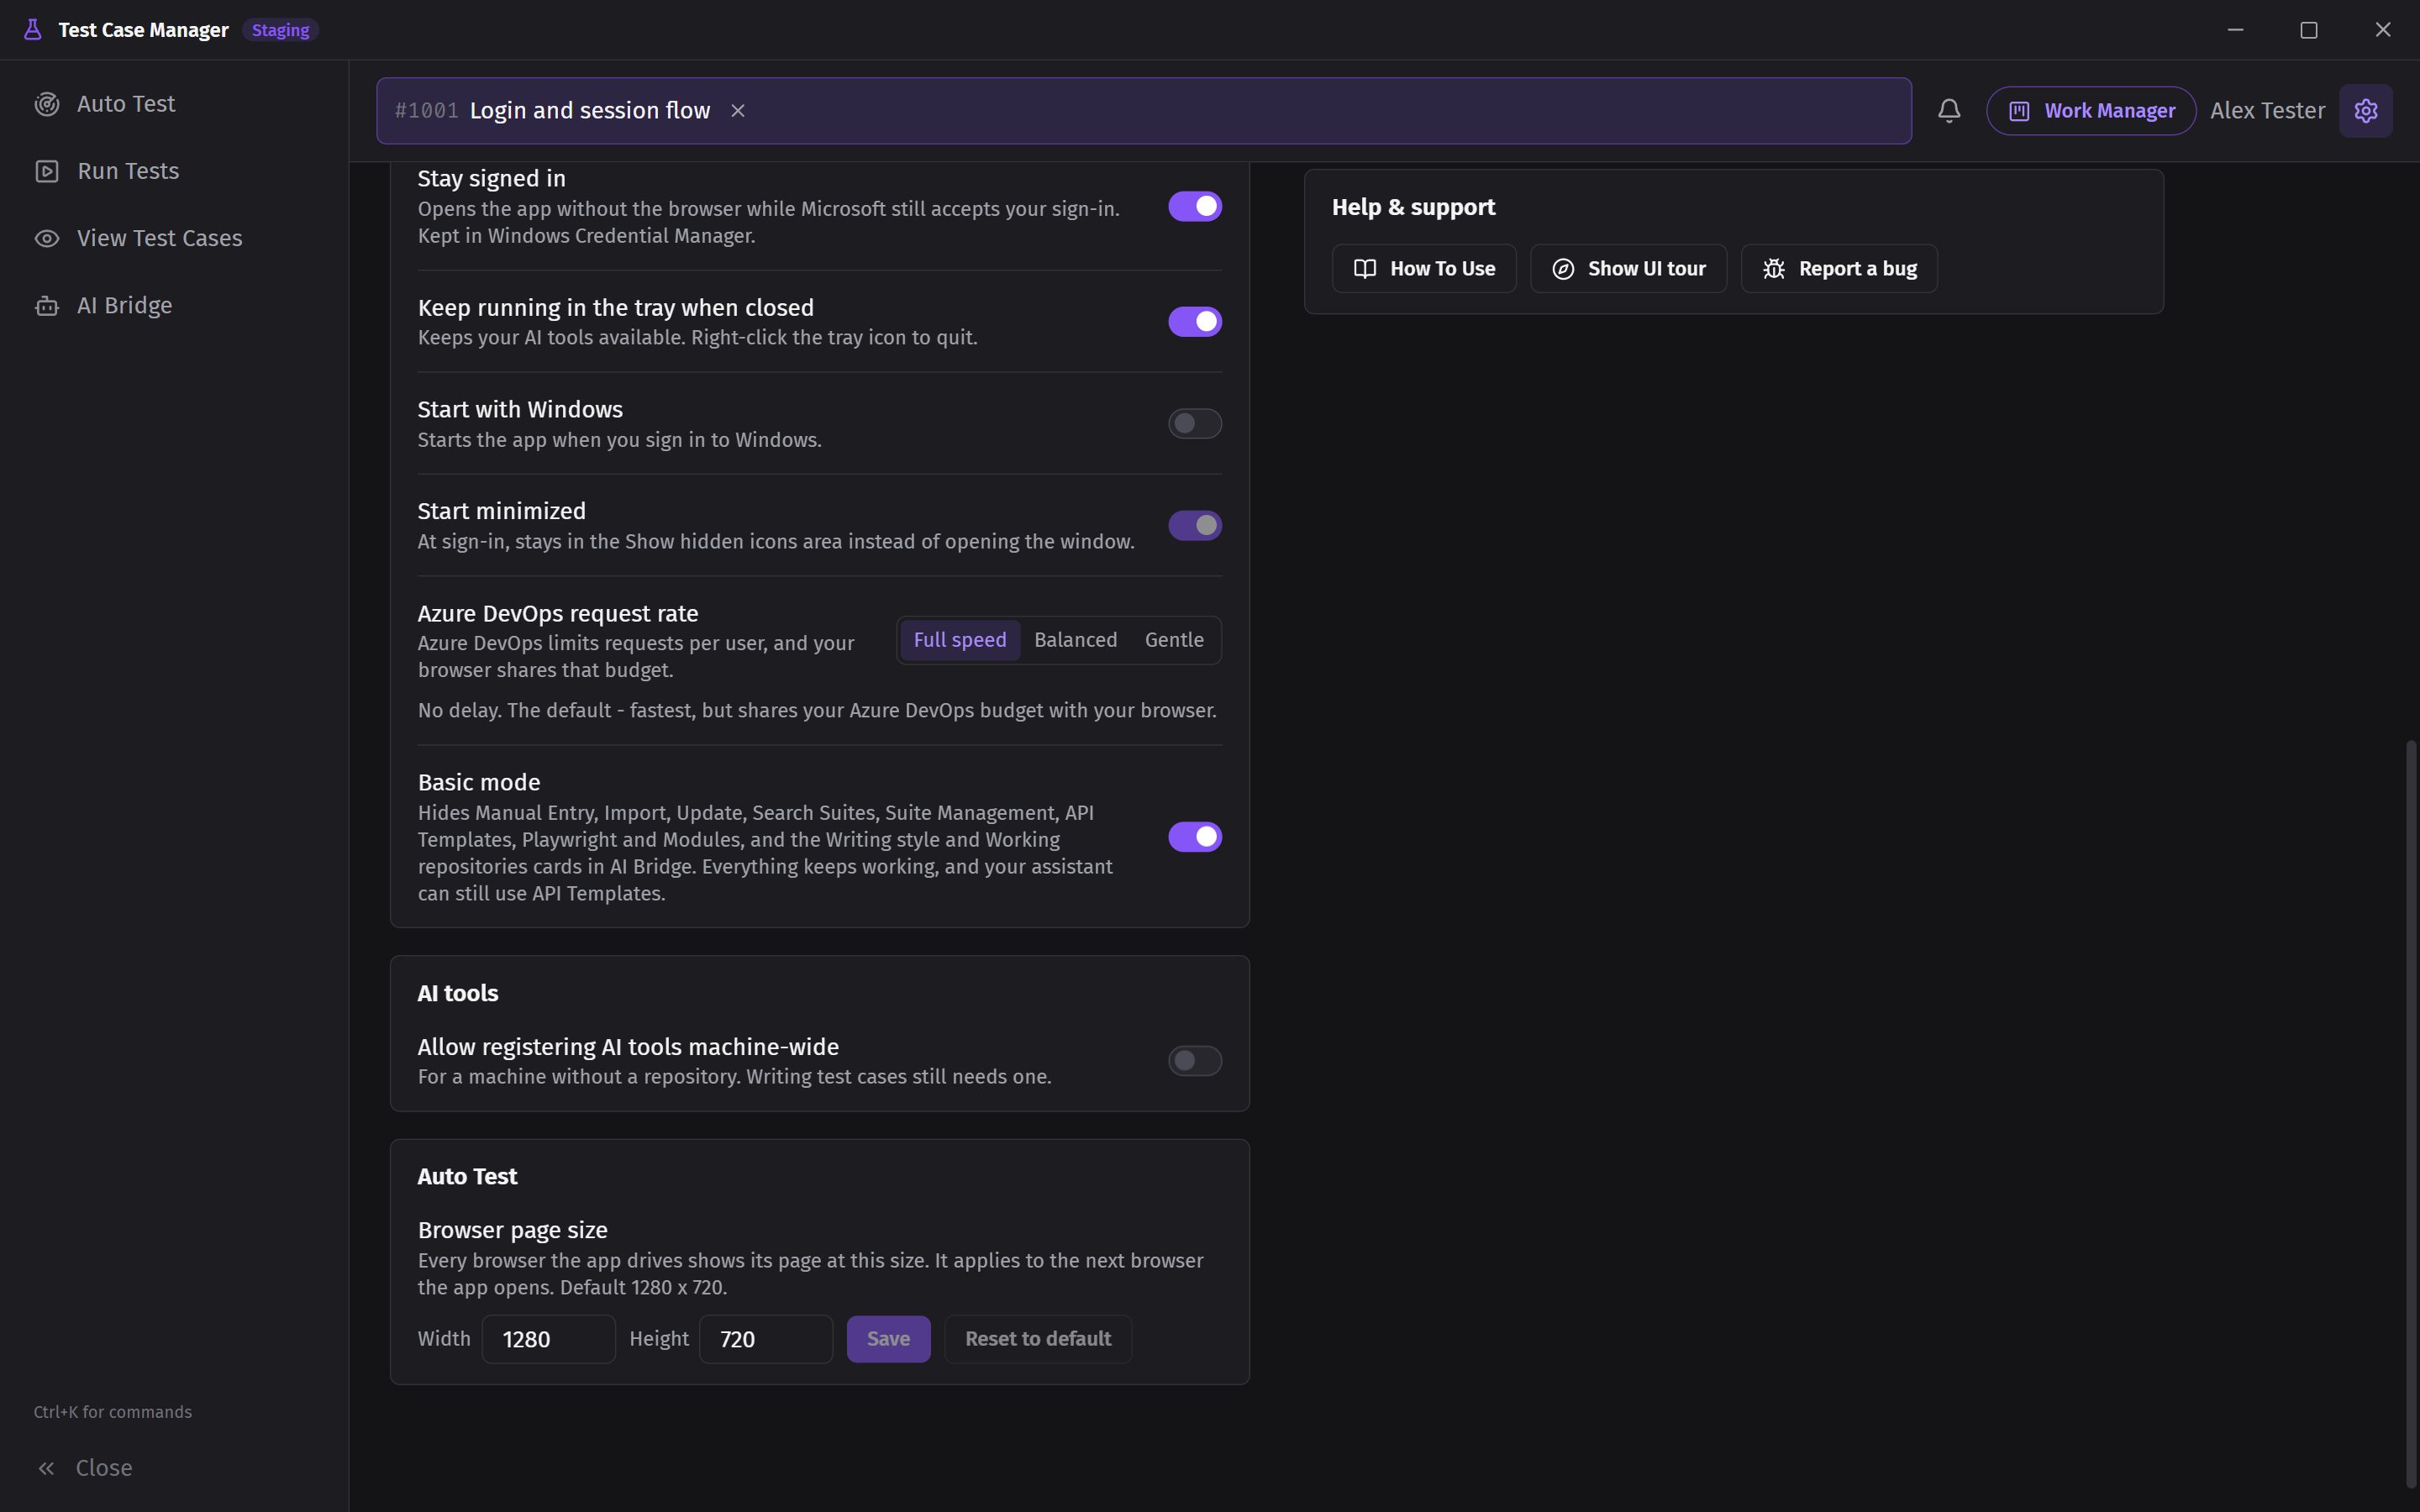 Test Case Manager Staging
Auto Test
Run Tests
View Test Cases
AI Bridge
Ctrl+K for commands
Close
#1001 Login and session flow
Work Manager
Alex Tester
Stay signed in
Opens the app without the browser while Microsoft still accepts your sign-in.
Kept in Windows Credential Manager.
Keep running in the tray when closed
Keeps your AI tools available. Right-click the tray icon to quit.
Start with Windows
Starts the app when you sign in to Windows.
Start minimized
At sign-in, stays in the Show hidden icons area instead of opening the window.
Azure DevOps request rate
Azure DevOps limits requests per user, and your
browser shares that budget.
Full speed Balanced Gentle
No delay. The default - fastest, but shares your Azure DevOps budget with your browser.
Basic mode
Hides Manual Entry, Import, Update, Search Suites, Suite Management, API
Templates, Playwright and Modules, and the Writing style and Working
repositories cards in AI Bridge. Everything keeps working, and your assistant
can still use API Templates.
AI tools
Allow registering AI tools machine-wide
For a machine without a repository. Writing test cases still needs one.
Auto Test
Browser page size
Every browser the app drives shows its page at this size. It applies to the next browser
the app opens. Default 1280 x 720.
Width 1280 Height 720 Save Reset to default
Help & support
How To Use Show UI tour Report a bug